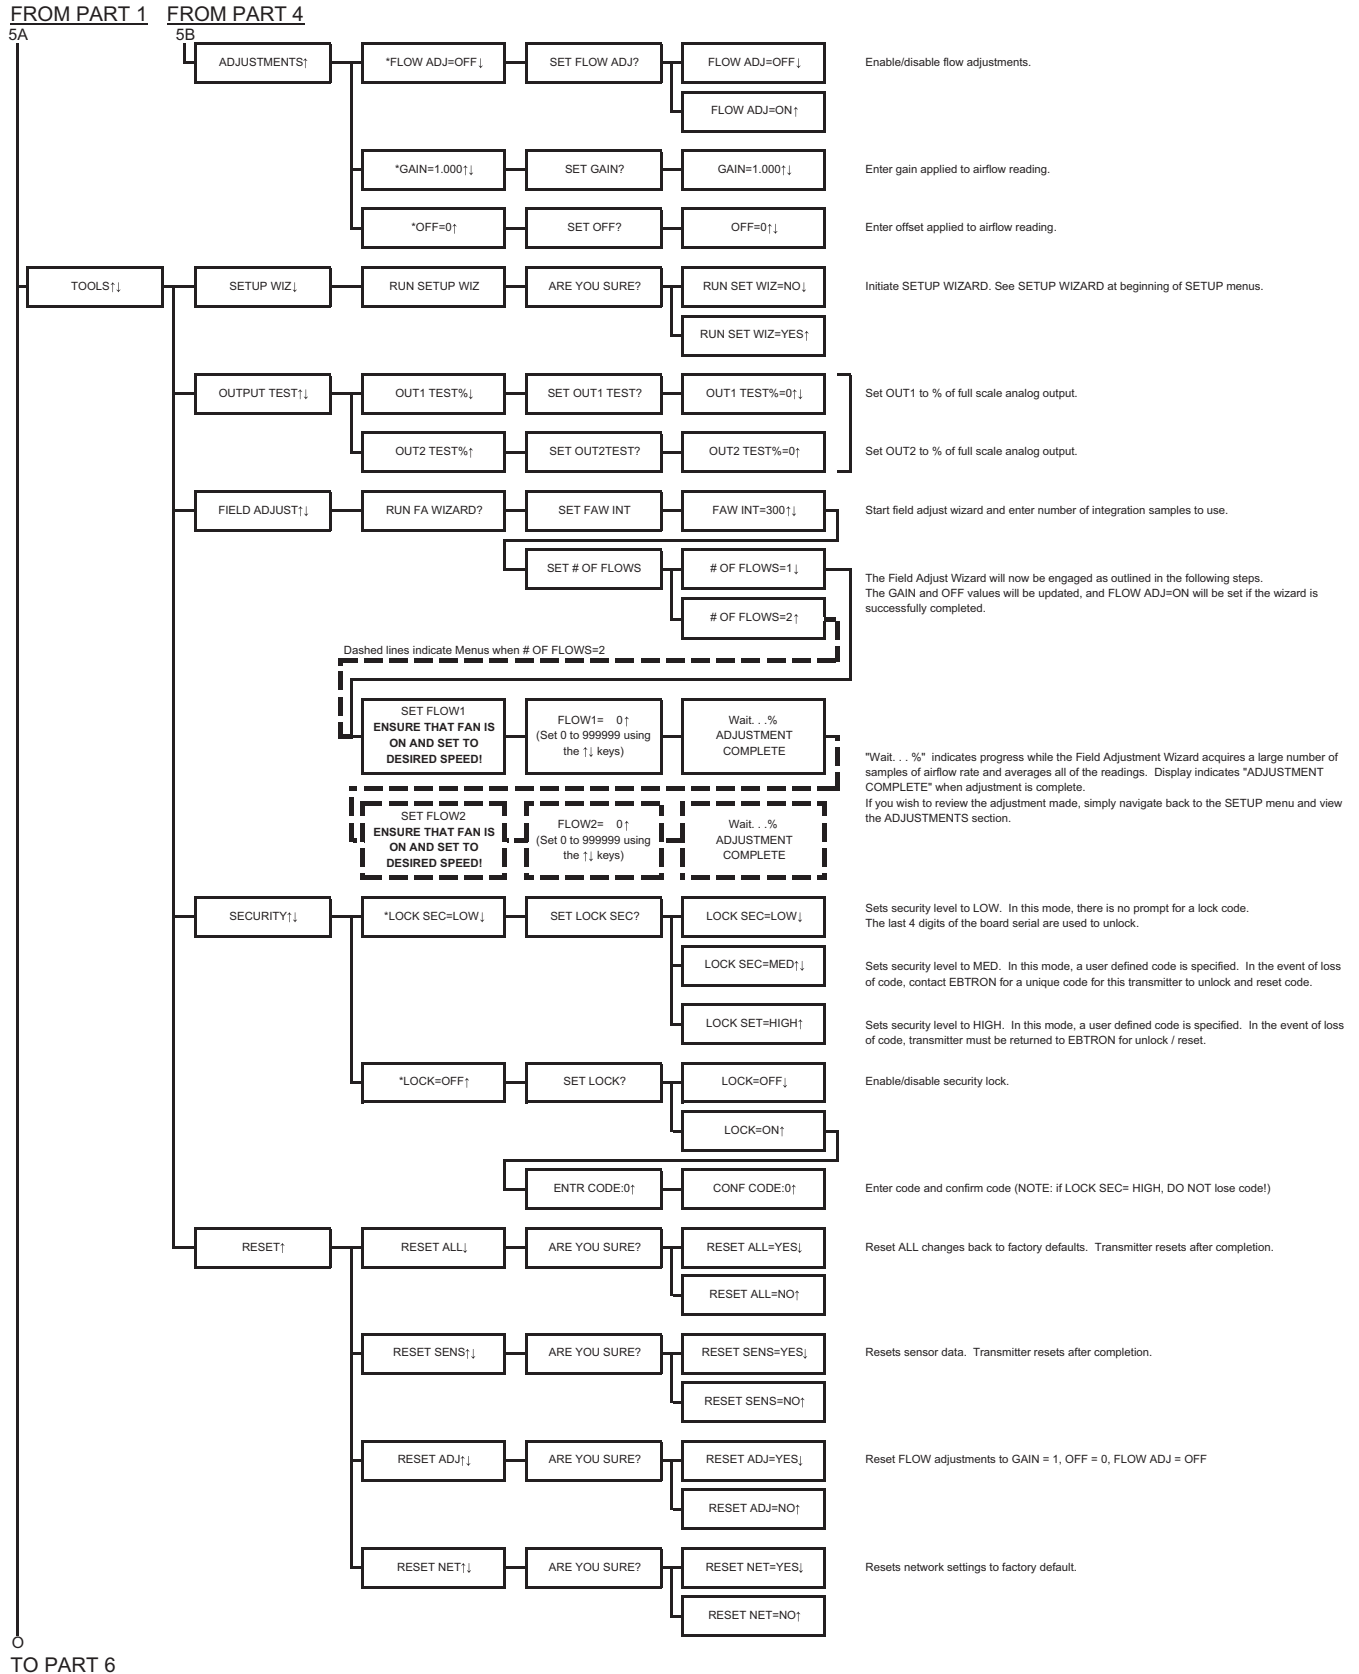 FROM PART 1
FROM PART 4
5A
5B
ADJUSTMENTS↑
*FLOW ADJ=OFF↓
SET FLOW ADJ?
FLOW ADJ=OFF↓
Enable/disable flow adjustments.
FLOW ADJ=ON↑
*GAIN=1.000↑↓
SET GAIN?
GAIN=1.000↑↓
Enter gain applied to airflow reading.
*OFF=0↑
SET OFF?
OFF=0↑↓
Enter offset applied to airflow reading.
TOOLS↑↓
SETUP WIZ↓
RUN SETUP WIZ
ARE YOU SURE?
RUN SET WIZ=NO↓
Initiate SETUP WIZARD. See SETUP WIZARD at beginning of SETUP menus.
RUN SET WIZ=YES↑
OUTPUT TEST↑↓
OUT1 TEST%↓
SET OUT1 TEST?
OUT1 TEST%=0↑↓
Set OUT1 to % of full scale analog output.
OUT2 TEST%↑
SET OUT2TEST?
OUT2 TEST%=0↑
Set OUT2 to % of full scale analog output.
FIELD ADJUST↑↓
RUN FA WIZARD?
SET FAW INT
FAW INT=300↑↓
Start field adjust wizard and enter number of integration samples to use.
SET # OF FLOWS
# OF FLOWS=1↓
The Field Adjust Wizard will now be engaged as outlined in the following steps.
The GAIN and OFF values will be updated, and FLOW ADJ=ON will be set if the wizard is
successfully completed.
# OF FLOWS=2↑
Dashed lines indicate Menus when # OF FLOWS=2
SET FLOW1
ENSURE THAT FAN IS
ON AND SET TO
DESIRED SPEED!
FLOW1= 0↑
(Set 0 to 999999 using
the ↑↓ keys)
Wait. . .%
ADJUSTMENT
COMPLETE
"Wait. . . %" indicates progress while the Field Adjustment Wizard acquires a large number of
samples of airflow rate and averages all of the readings. Display indicates "ADJUSTMENT
COMPLETE" when adjustment is complete.
If you wish to review the adjustment made, simply navigate back to the SETUP menu and view
the ADJUSTMENTS section.
SET FLOW2
ENSURE THAT FAN IS
ON AND SET TO
DESIRED SPEED!
FLOW2= 0↑
(Set 0 to 999999 using
the ↑↓ keys)
Wait. . .%
ADJUSTMENT
COMPLETE
SECURITY↑↓
*LOCK SEC=LOW↓
SET LOCK SEC?
LOCK SEC=LOW↓
Sets security level to LOW. In this mode, there is no prompt for a lock code.
The last 4 digits of the board serial are used to unlock.
LOCK SEC=MED↑↓
Sets security level to MED. In this mode, a user defined code is specified. In the event of loss
of code, contact EBTRON for a unique code for this transmitter to unlock and reset code.
LOCK SET=HIGH↑
Sets security level to HIGH. In this mode, a user defined code is specified. In the event of loss
of code, transmitter must be returned to EBTRON for unlock / reset.
*LOCK=OFF↑
SET LOCK?
LOCK=OFF↓
Enable/disable security lock.
LOCK=ON↑
ENTR CODE:0↑
CONF CODE:0↑
Enter code and confirm code (NOTE: if LOCK SEC= HIGH, DO NOT lose code!)
RESET↑
RESET ALL↓
ARE YOU SURE?
RESET ALL=YES↓
Reset ALL changes back to factory defaults. Transmitter resets after completion.
RESET ALL=NO↑
RESET SENS↑↓
ARE YOU SURE?
RESET SENS=YES↓
Resets sensor data. Transmitter resets after completion.
RESET SENS=NO↑
RESET ADJ↑↓
ARE YOU SURE?
RESET ADJ=YES↓
Reset FLOW adjustments to GAIN = 1, OFF = 0, FLOW ADJ = OFF
RESET ADJ=NO↑
RESET NET↑↓
ARE YOU SURE?
RESET NET=YES↓
Resets network settings to factory default.
RESET NET=NO↑
O
TO PART 6